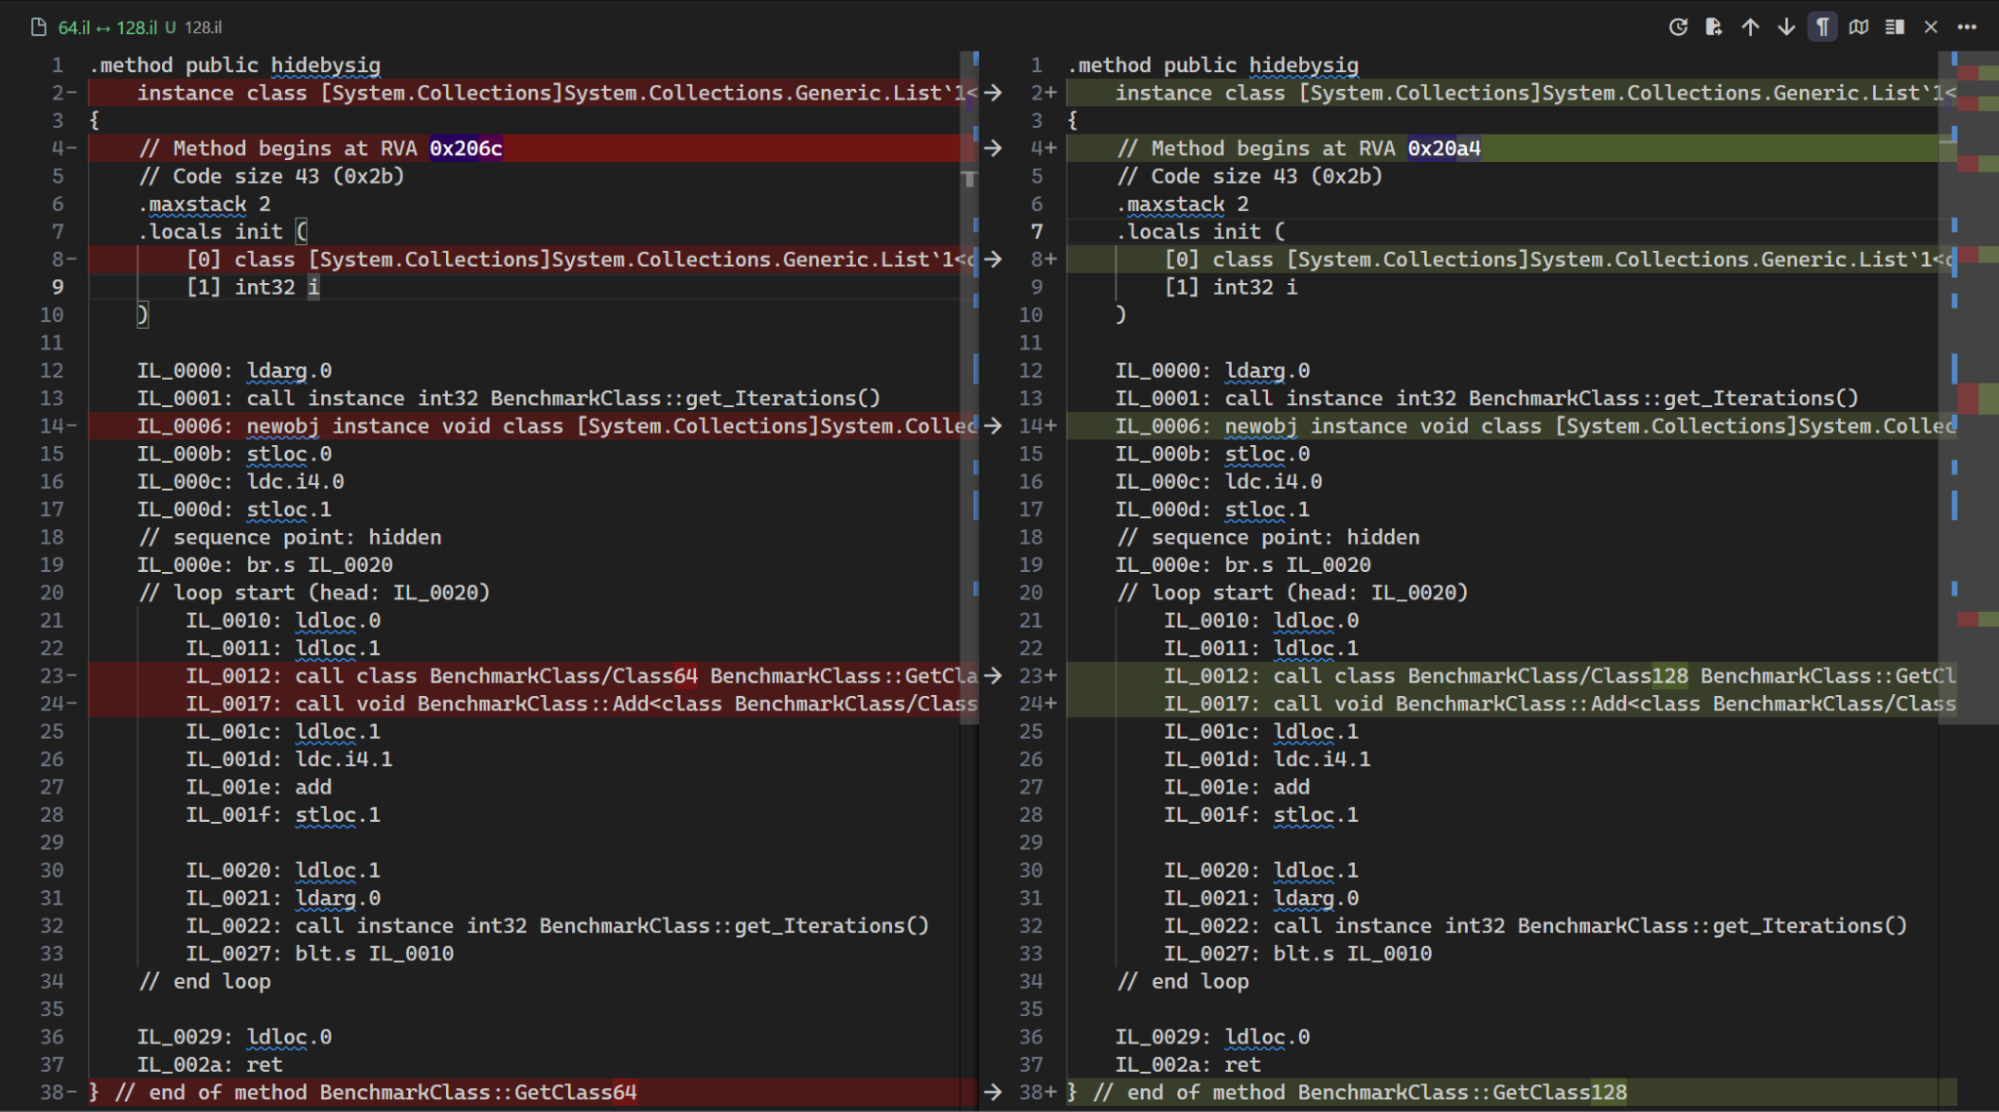 64.il ↔ 128.il U 128.il
1 .method public hidebysig
2- instance class [System.Collections]System.Collections.Generic.List`1<
3 {
4- // Method begins at RVA 0x206c
5 // Code size 43 (0x2b)
6 .maxstack 2
7 .locals init (
8- [0] class [System.Collections]System.Collections.Generic.List`1<c
9 [1] int32 i
10 )
11
12 IL_0000: ldarg.0
13 IL_0001: call instance int32 BenchmarkClass::get_Iterations()
14- IL_0006: newobj instance void class [System.Collections]System.Collec
15 IL_000b: stloc.0
16 IL_000c: ldc.i4.0
17 IL_000d: stloc.1
18 // sequence point: hidden
19 IL_000e: br.s IL_0020
20 // loop start (head: IL_0020)
21 IL_0010: ldloc.0
22 IL_0011: ldloc.1
23- IL_0012: call class BenchmarkClass/Class64 BenchmarkClass::GetCla
24- IL_0017: call void BenchmarkClass::Add<class BenchmarkClass/Class
25 IL_001c: ldloc.1
26 IL_001d: ldc.i4.1
27 IL_001e: add
28 IL_001f: stloc.1
29
30 IL_0020: ldloc.1
31 IL_0021: ldarg.0
32 IL_0022: call instance int32 BenchmarkClass::get_Iterations()
33 IL_0027: blt.s IL_0010
34 // end loop
35
36 IL_0029: ldloc.0
37 IL_002a: ret
38- } // end of method BenchmarkClass::GetClass64
1 .method public hidebysig
2+ instance class [System.Collections]System.Collections.Generic.List`1<
3 {
4+ // Method begins at RVA 0x20a4
5 // Code size 43 (0x2b)
6 .maxstack 2
7 .locals init (
8+ [0] class [System.Collections]System.Collections.Generic.List`1<c
9 [1] int32 i
10 )
11
12 IL_0000: ldarg.0
13 IL_0001: call instance int32 BenchmarkClass::get_Iterations()
14+ IL_0006: newobj instance void class [System.Collections]System.Collec
15 IL_000b: stloc.0
16 IL_000c: ldc.i4.0
17 IL_000d: stloc.1
18 // sequence point: hidden
19 IL_000e: br.s IL_0020
20 // loop start (head: IL_0020)
21 IL_0010: ldloc.0
22 IL_0011: ldloc.1
23+ IL_0012: call class BenchmarkClass/Class128 BenchmarkClass::GetCl
24+ IL_0017: call void BenchmarkClass::Add<class BenchmarkClass/Class
25 IL_001c: ldloc.1
26 IL_001d: ldc.i4.1
27 IL_001e: add
28 IL_001f: stloc.1
29
30 IL_0020: ldloc.1
31 IL_0021: ldarg.0
32 IL_0022: call instance int32 BenchmarkClass::get_Iterations()
33 IL_0027: blt.s IL_0010
34 // end loop
35
36 IL_0029: ldloc.0
37 IL_002a: ret
38+ } // end of method BenchmarkClass::GetClass128